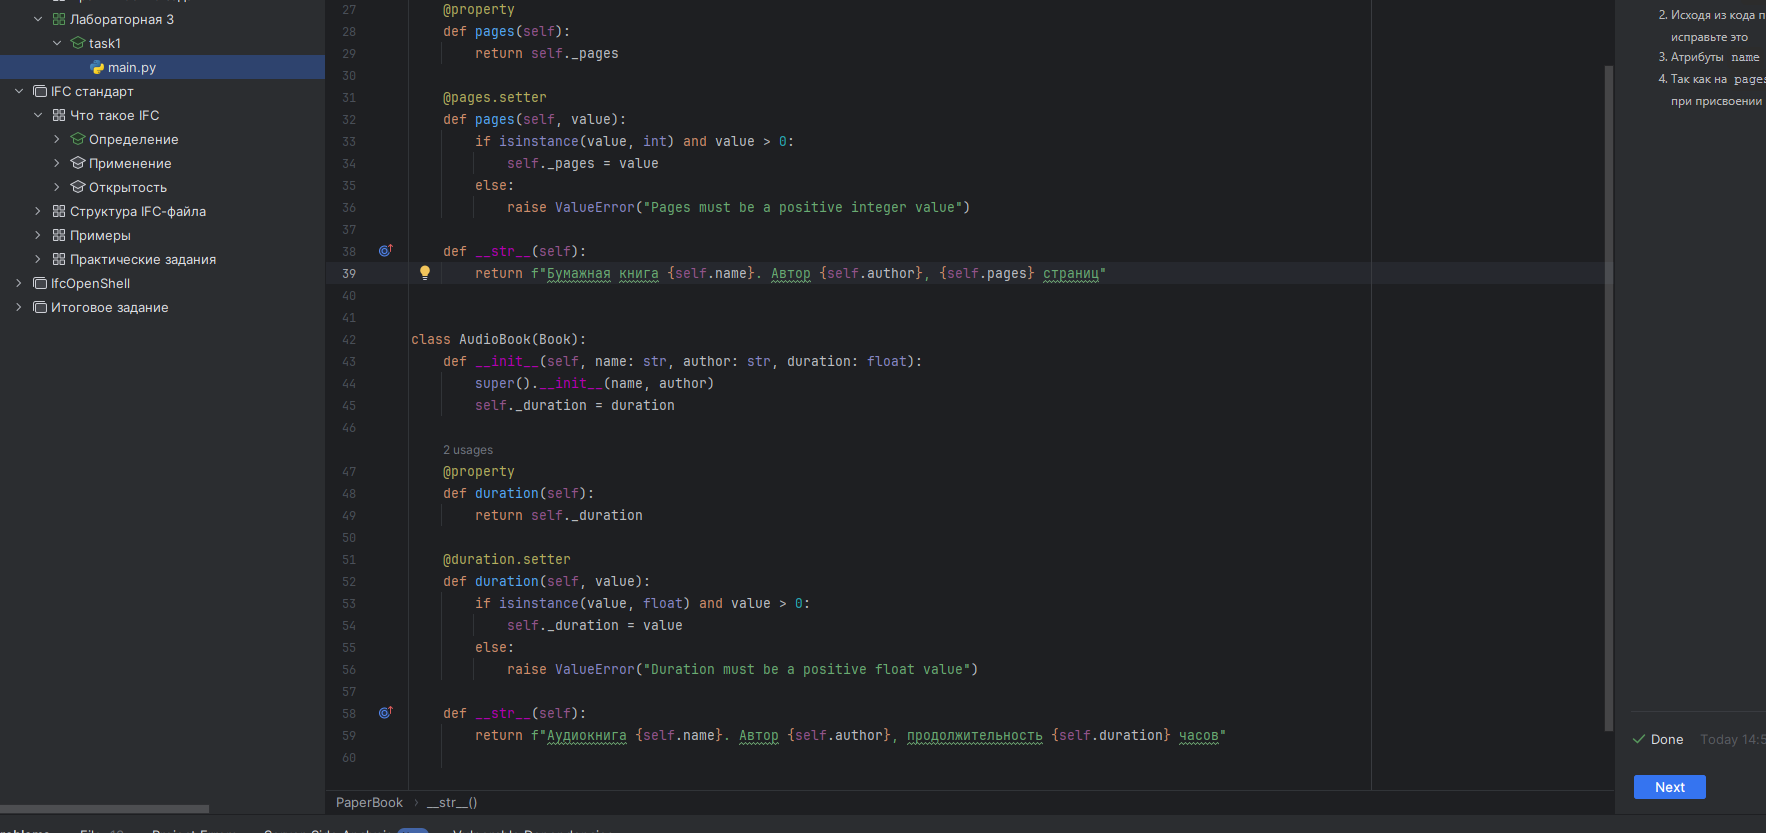 Лабораторная 3
task1
main.py
IFC стандарт
Что такое IFC
Определение
Применение
Открытость
Структура IFC-файла
Примеры
Практические задания
IfcOpenShell
Итоговое задание
27 @property
28 def pages(self):
29 return self._pages
30
31 @pages.setter
32 def pages(self, value):
33 if isinstance(value, int) and value > 0:
34 self._pages = value
35 else:
36 raise ValueError("Pages must be a positive integer value")
37
38 def __str__(self):
39 return f"Бумажная книга {self.name}. Автор {self.author}, {self.pages} страниц"
40
41
42 class AudioBook(Book):
43 def __init__(self, name: str, author: str, duration: float):
44 super().__init__(name, author)
45 self._duration = duration
46
2 usages
47 @property
48 def duration(self):
49 return self._duration
50
51 @duration.setter
52 def duration(self, value):
53 if isinstance(value, float) and value > 0:
54 self._duration = value
55 else:
56 raise ValueError("Duration must be a positive float value")
57
58 def __str__(self):
59 return f"Аудиокнига {self.name}. Автор {self.author}, продолжительность {self.duration} часов"
60
PaperBook › __str__()
2. Исходя из кода
исправьте это
3. Атрибуты name
4. Так как на pages
при присвоении
Done Today
Next